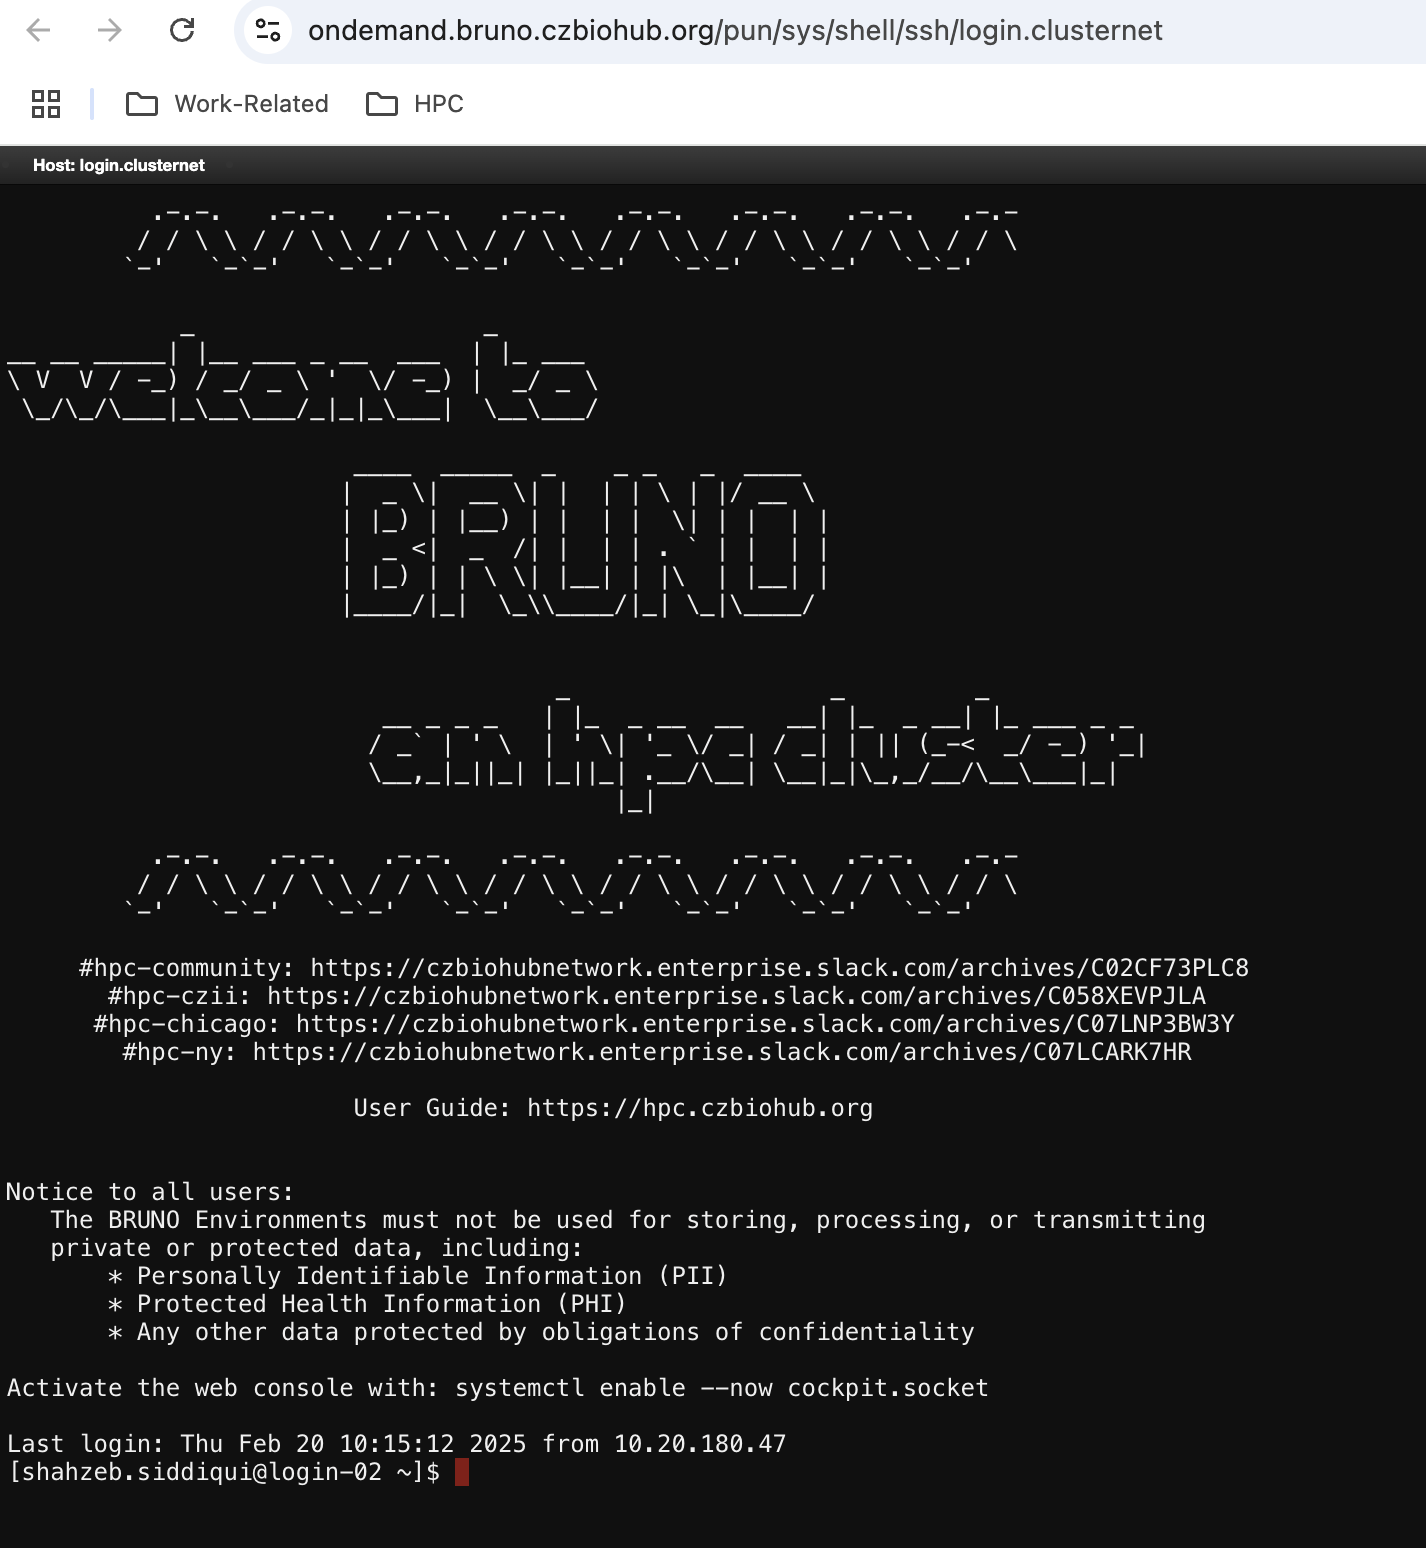 ondemand.bruno.czbiohub.org/pun/sys/shell/ssh/login.clusternet
Work-Related HPC
Host: login.clusternet
welcome to
BRUNO
an hpc cluster
#hpc-community: https://czbiohubnetwork.enterprise.slack.com/archives/C02CF73PLC8
#hpc-czii: https://czbiohubnetwork.enterprise.slack.com/archives/C058XEVPJLA
#hpc-chicago: https://czbiohubnetwork.enterprise.slack.com/archives/C07LNP3BW3Y
#hpc-ny: https://czbiohubnetwork.enterprise.slack.com/archives/C07LCARK7HR
User Guide: https://hpc.czbiohub.org
Notice to all users:
The BRUNO Environments must not be used for storing, processing, or transmitting
private or protected data, including:
* Personally Identifiable Information (PII)
* Protected Health Information (PHI)
* Any other data protected by obligations of confidentiality
Activate the web console with: systemctl enable --now cockpit.socket
Last login: Thu Feb 20 10:15:12 2025 from 10.20.180.47
[shahzeb.siddiqui@login-02 ~]$